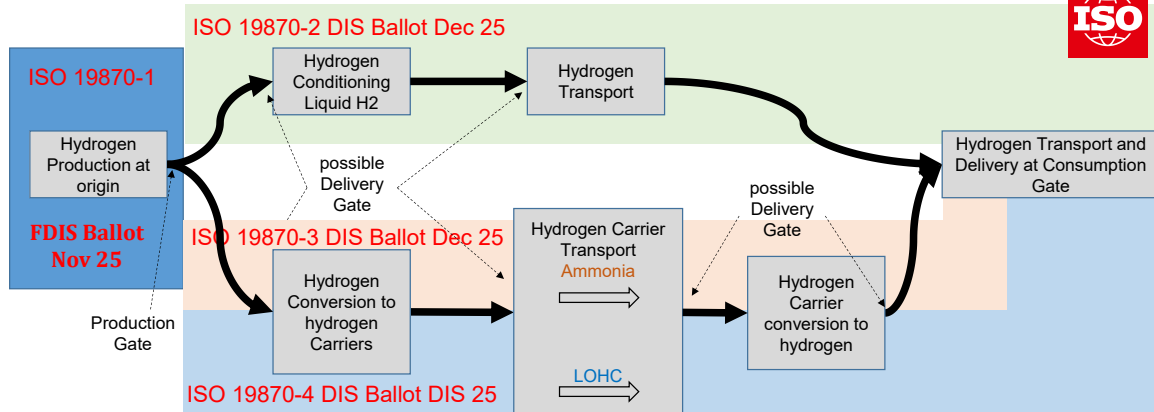 ISO
ISO 19870-2 DIS Ballot Dec 25
ISO 19870-1
Hydrogen
Conditioning
Liquid H2
Hydrogen
Transport
Hydrogen
Production at
origin
possible
Delivery
Gate
Hydrogen Transport and
Delivery at Consumption
Gate
possible
Delivery
Gate
FDIS Ballot
Nov 25
ISO 19870-3 DIS Ballot Dec 25
Hydrogen Carrier
Transport
Ammonia
Hydrogen
Conversion to
hydrogen
Carriers
Hydrogen
Carrier
conversion to
hydrogen
Production
Gate
LOHC
ISO 19870-4 DIS Ballot DIS 25